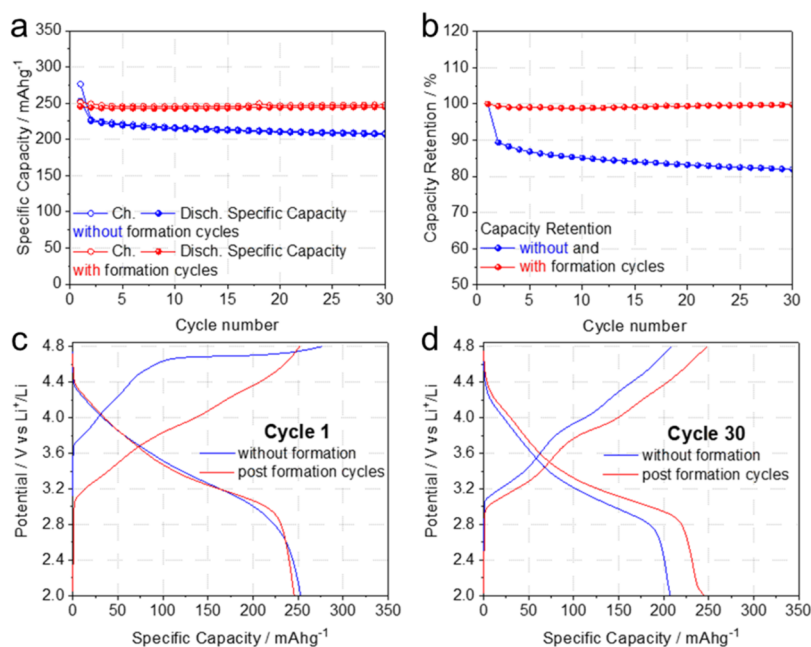 a
350
300
250
200
150
100
50
0
Specific Capacity / mAhg-1
Ch.
Disch. Specific Capacity
without formation cycles
Ch.
Disch. Specific Capacity
with formation cycles
0 5 10 15 20 25 30
Cycle number
b
120
110
100
90
80
70
60
50
Capacity Retention / %
Capacity Retention
without and
with formation cycles
0 5 10 15 20 25 30
Cycle number
c
4.8
4.4
4.0
3.6
3.2
2.8
2.4
2.0
Potential / V vs Li+/Li
Cycle 1
without formation
post formation cycles
0 50 100 150 200 250 300 350
Specific Capacity / mAhg-1
d
4.8
4.4
4.0
3.6
3.2
2.8
2.4
2.0
Potential / V vs Li+/Li
Cycle 30
without formation
post formation cycles
0 50 100 150 200 250 300 350
Specific Capacity / mAhg-1